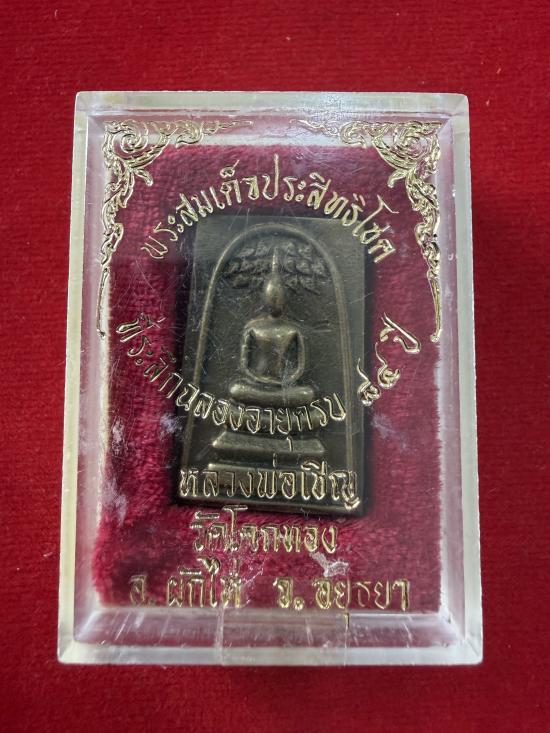 พระสมเด็จประสิทธิโชค
ที่ระลึกฉลองอายุครบ ๘๔ ปี
หลวงพ่อเชิญ
วัดโคกทอง
อ. ผักไห่ จ. อยุธยา